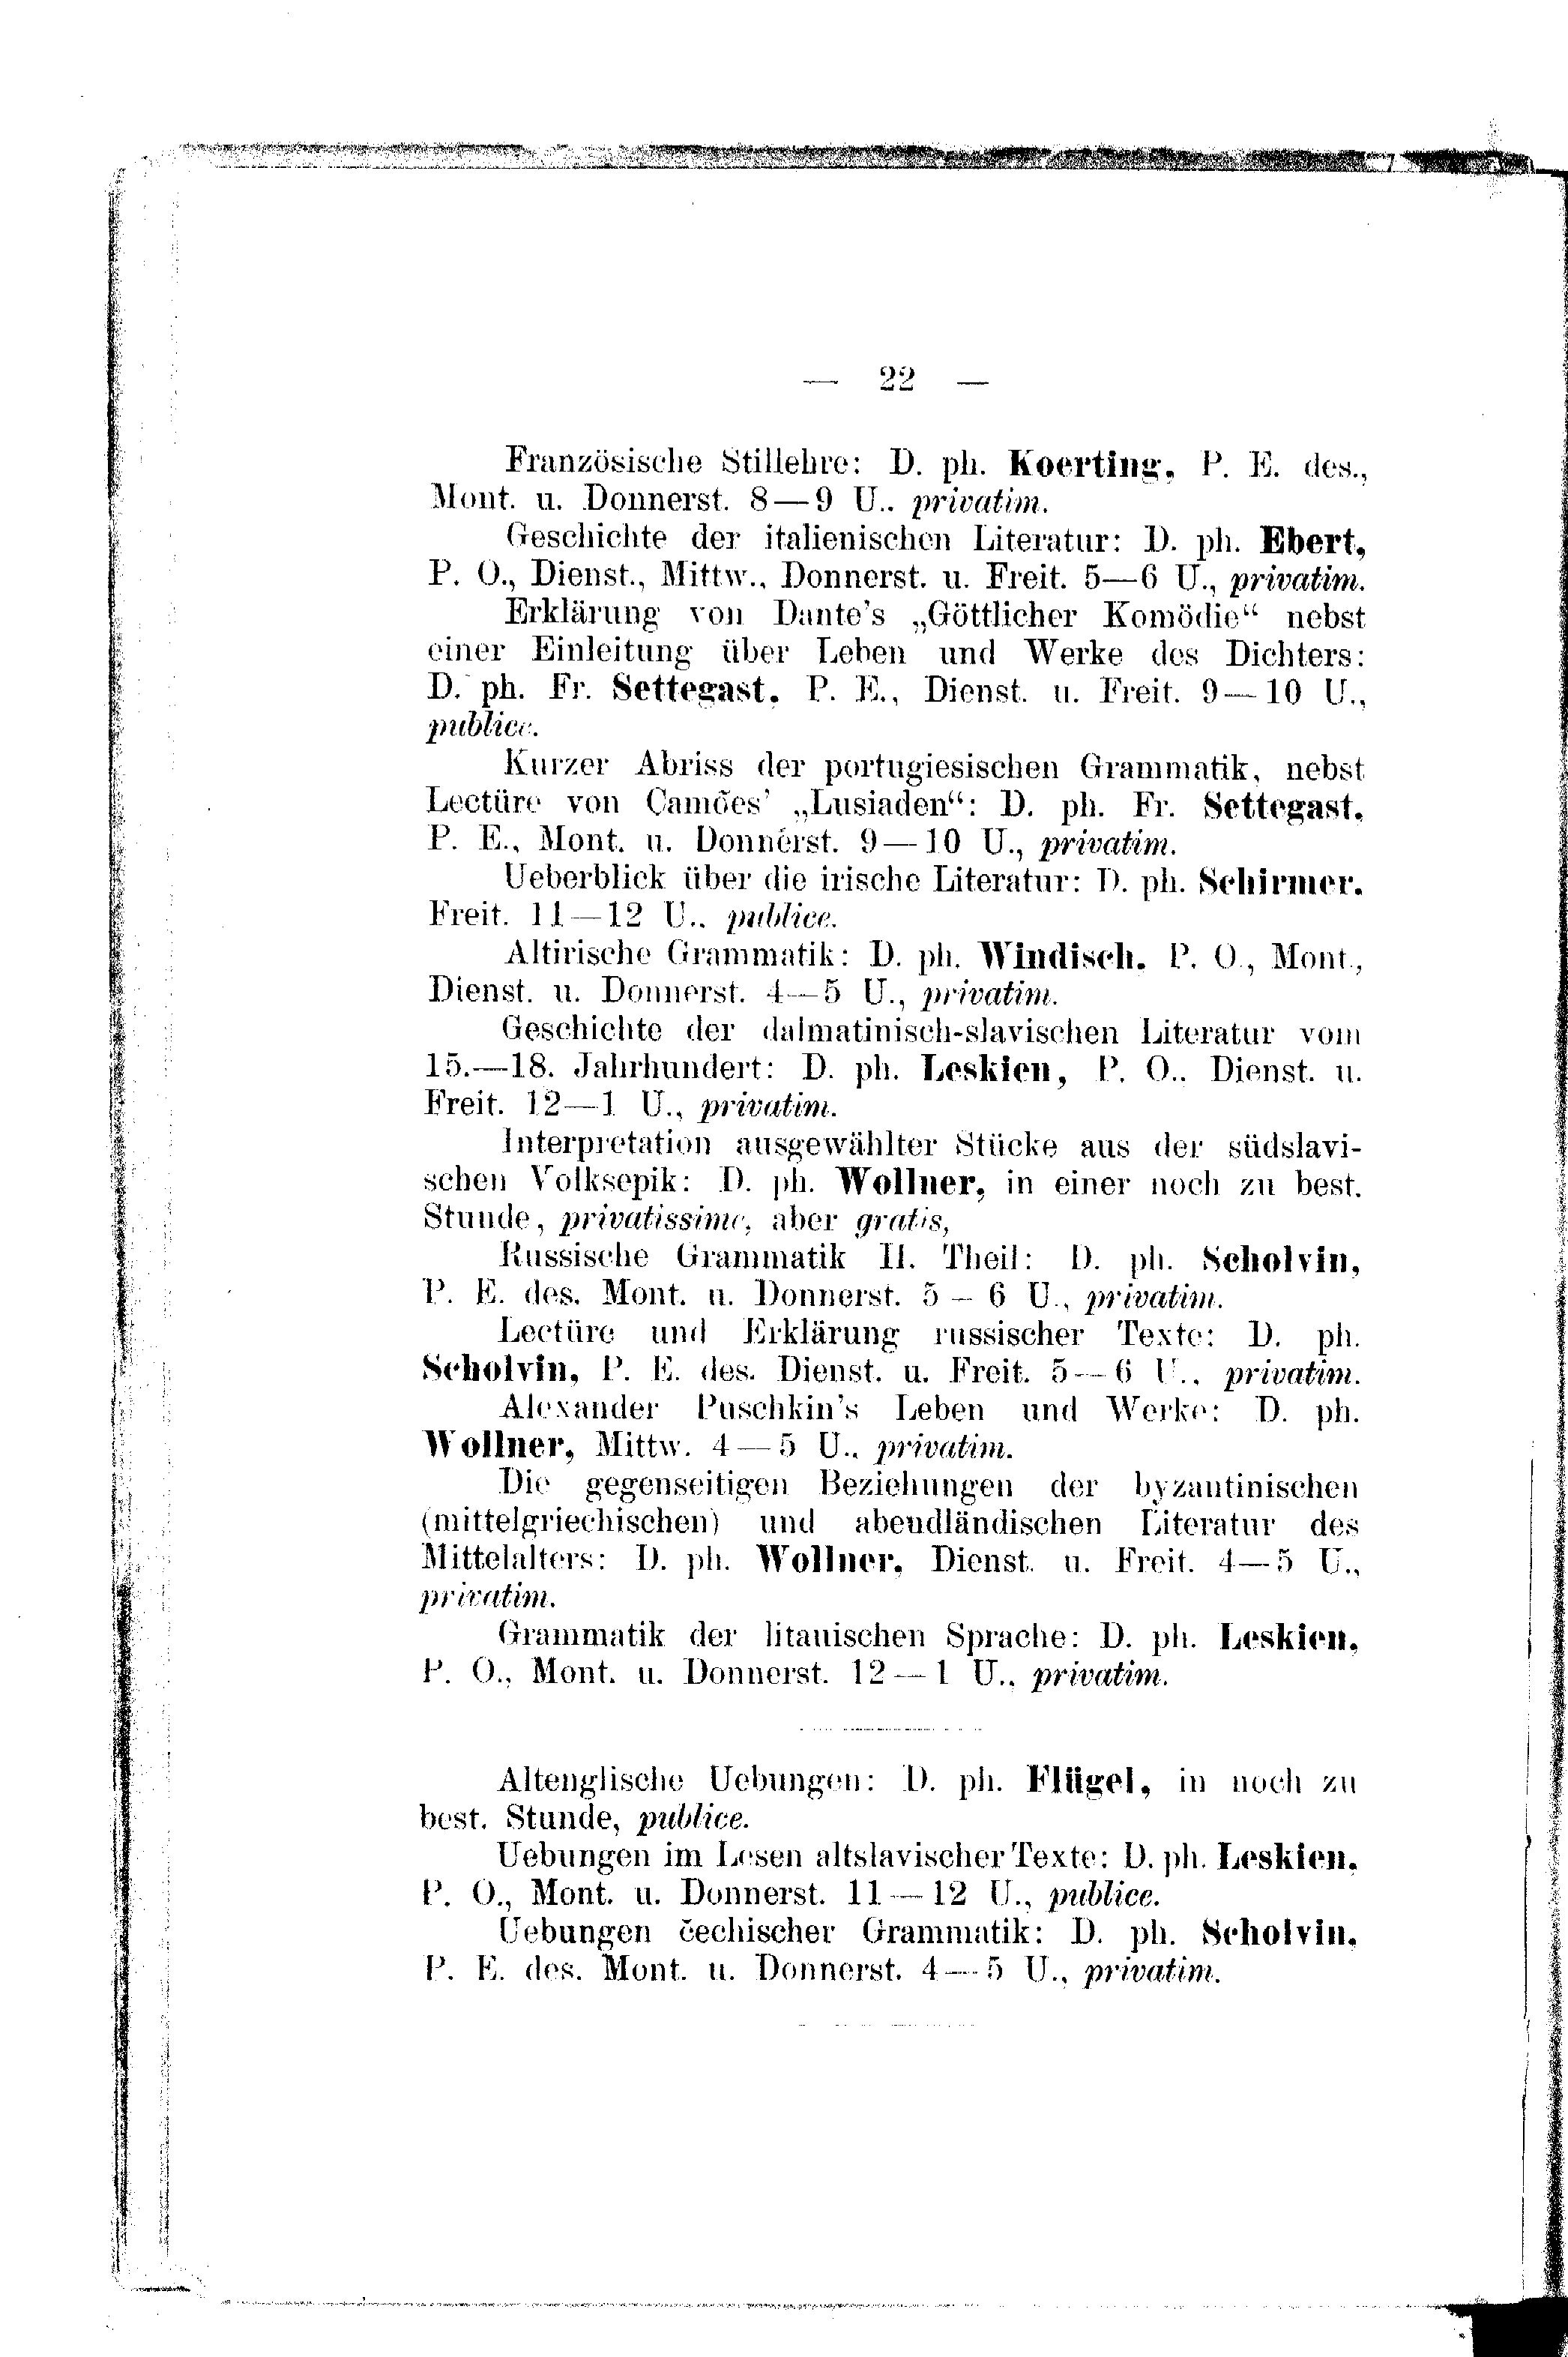 — 22 —
Französische Stillehre: D. ph. Koerting, P. E. des.,
Mont. u. Donnerst. 8—9 U., privatim.
Geschichte der italienischen Literatur: D. ph. Ebert,
P. O., Dienst., Mittw., Donnerst. u. Freit. 5—6 U., privatim.
Erklärung von Dante's „Göttlicher Komödie“ nebst
einer Einleitung über Leben und Werke des Dichters:
D. ph. Fr. Settegast, P. E., Dienst. u. Freit. 9—10 U.,
publice.
Kurzer Abriss der portugiesischen Grammatik, nebst
Lectüre von Camões' „Lusiaden“: D. ph. Fr. Settegast,
P. E., Mont. u. Donnerst. 9—10 U., privatim.
Ueberblick über die irische Literatur: D. ph. Schirmer,
Freit. 11—12 U., publice.
Altirische Grammatik: D. ph. Windisch, P. O., Mont.,
Dienst. u. Donnerst. 4—5 U., privatim.
Geschichte der dalmatinisch-slavischen Literatur vom
15.—18. Jahrhundert: D. ph. Leskien, P. O., Dienst. u.
Freit. 12—1 U., privatim.
Interpretation ausgewählter Stücke aus der südslavi-
schen Volksepik: D. ph. Wollner, in einer noch zu best.
Stunde, privatissime, aber gratis,
Russische Grammatik II. Theil: D. ph. Scholvin,
P. E. des. Mont. u. Donnerst. 5—6 U., privatim.
Lectüre und Erklärung russischer Texte: D. ph.
Scholvin, P. E. des. Dienst. u. Freit. 5—6 U., privatim.
Alexander Puschkin's Leben und Werke: D. ph.
Wollner, Mittw. 4—5 U., privatim.
Die gegenseitigen Beziehungen der byzantinischen
(mittelgriechischen) und abendländischen Literatur des
Mittelalters: D. ph. Wollner, Dienst. u. Freit. 4—5 U.,
privatim.
Grammatik der litauischen Sprache: D. ph. Leskien,
P. O., Mont. u. Donnerst. 12—1 U., privatim.
Altenglische Uebungen: D. ph. Flügel, in noch zu
best. Stunde, publice.
Uebungen im Lesen altslavischer Texte: D. ph. Leskien,
P. O., Mont. u. Donnerst. 11—12 U., publice.
Uebungen čechischer Grammatik: D. ph. Scholvin,
P. E. des. Mont. u. Donnerst. 4—5 U., privatim.